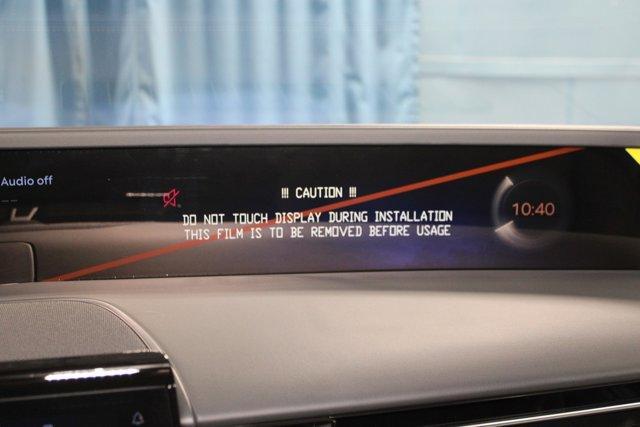 Audio off
!!! CAUTION !!!
DO NOT TOUCH DISPLAY DURING INSTALLATION
THIS FILM IS TO BE REMOVED BEFORE USAGE
10:40